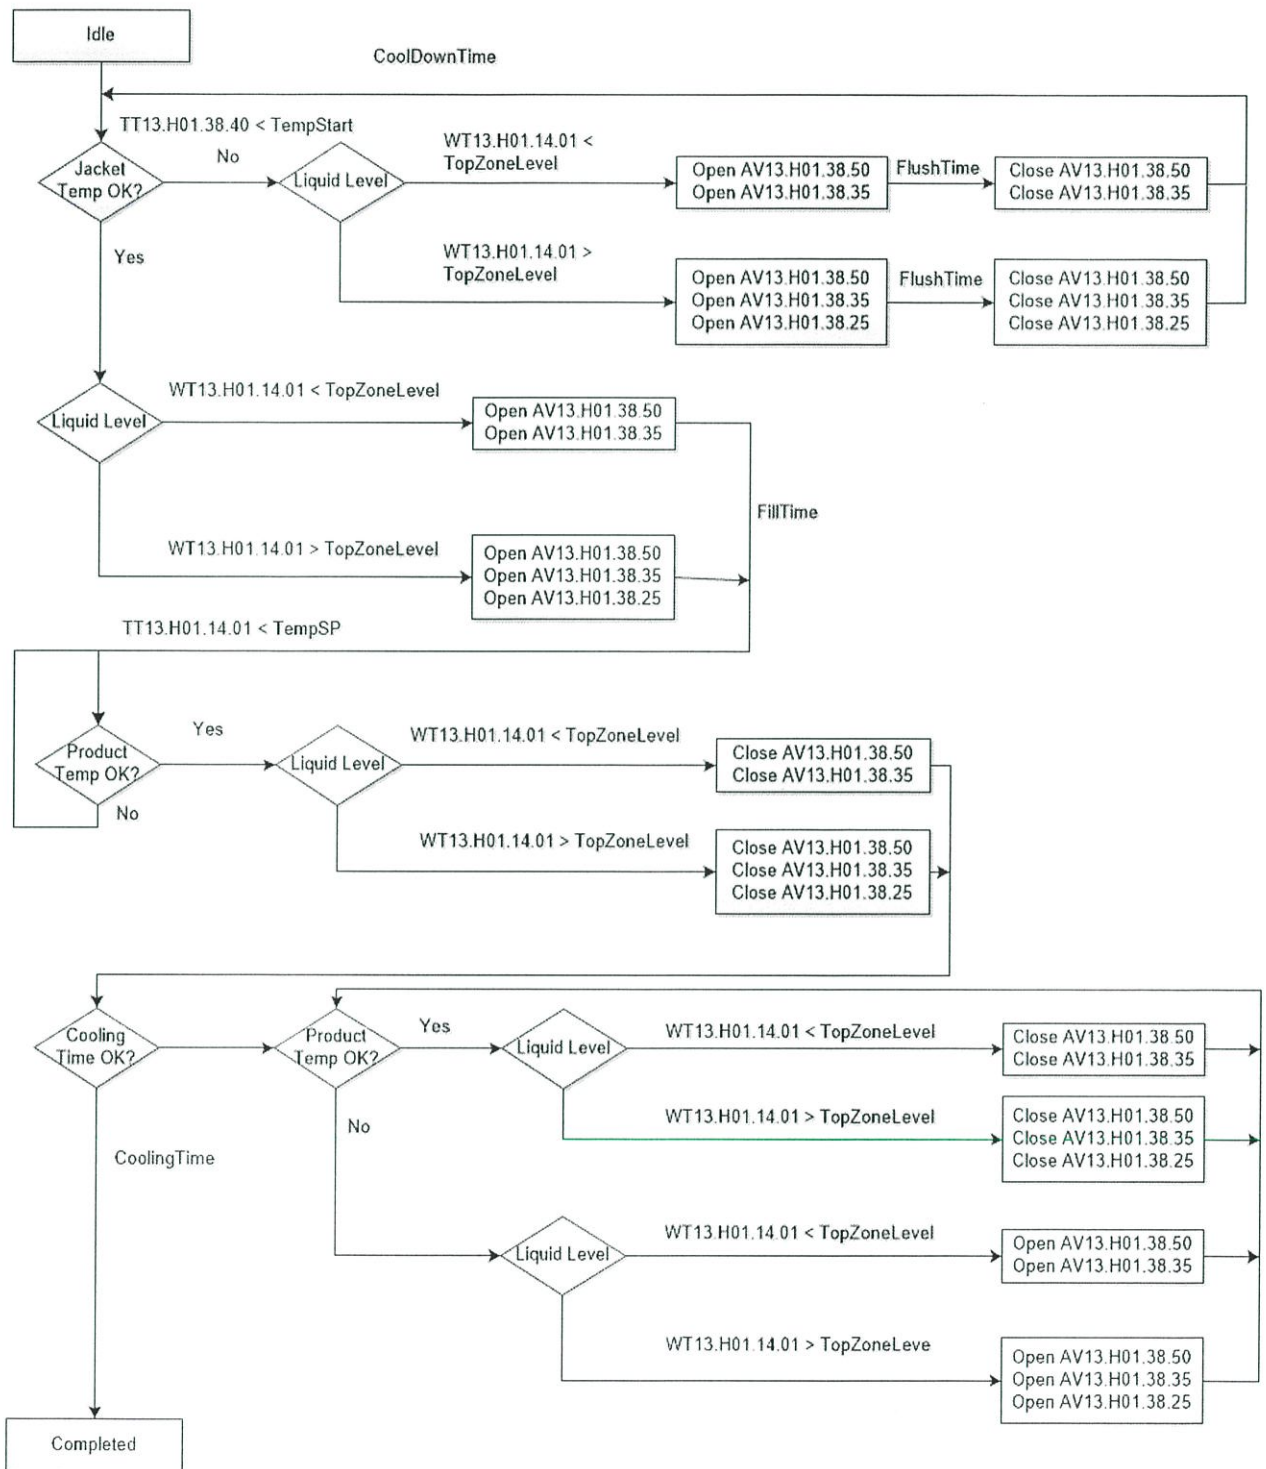 Idle
CoolDownTime
TT13.H01.38.40 < TempStart
Jacket
Temp OK?
No
Liquid Level
WT13.H01.14.01 <
TopZoneLevel
Open AV13.H01.38.50
Open AV13.H01.38.35
FlushTime
Close AV13.H01.38.50
Close AV13.H01.38.35
Yes
WT13.H01.14.01 >
TopZoneLevel
Open AV13.H01.38.50
Open AV13.H01.38.35
Open AV13.H01.38.25
FlushTime
Close AV13.H01.38.50
Close AV13.H01.38.35
Close AV13.H01.38.25
Liquid Level
WT13.H01.14.01 < TopZoneLevel
Open AV13.H01.38.50
Open AV13.H01.38.35
FillTime
WT13.H01.14.01 > TopZoneLevel
Open AV13.H01.38.50
Open AV13.H01.38.35
Open AV13.H01.38.25
TT13.H01.14.01 < TempSP
Product
Temp OK?
Yes
No
Liquid Level
WT13.H01.14.01 < TopZoneLevel
Close AV13.H01.38.50
Close AV13.H01.38.35
WT13.H01.14.01 > TopZoneLevel
Close AV13.H01.38.50
Close AV13.H01.38.35
Close AV13.H01.38.25
Cooling
Time OK?
Product
Temp OK?
Yes
Liquid Level
WT13.H01.14.01 < TopZoneLevel
Close AV13.H01.38.50
Close AV13.H01.38.35
No
WT13.H01.14.01 > TopZoneLevel
Close AV13.H01.38.50
Close AV13.H01.38.35
Close AV13.H01.38.25
CoolingTime
Liquid Level
WT13.H01.14.01 < TopZoneLevel
Open AV13.H01.38.50
Open AV13.H01.38.35
WT13.H01.14.01 > TopZoneLeve
Open AV13.H01.38.50
Open AV13.H01.38.35
Open AV13.H01.38.25
Completed